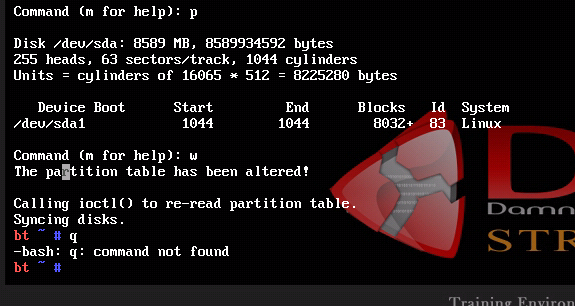 Command (m for help): p
Disk /dev/sda: 8589 MB, 8589934592 bytes
255 heads, 63 sectors/track, 1044 cylinders
Units = cylinders of 16065 * 512 = 8225280 bytes
Device Boot Start End Blocks Id System
/dev/sda1 1044 1044 8032+ 83 Linux
Command (m for help): w
The partition table has been altered!
Calling ioctl() to re-read partition table.
Syncing disks.
bt ~ # q
-bash: q: command not found
bt ~ #
D
Damn
STR
Training Environ